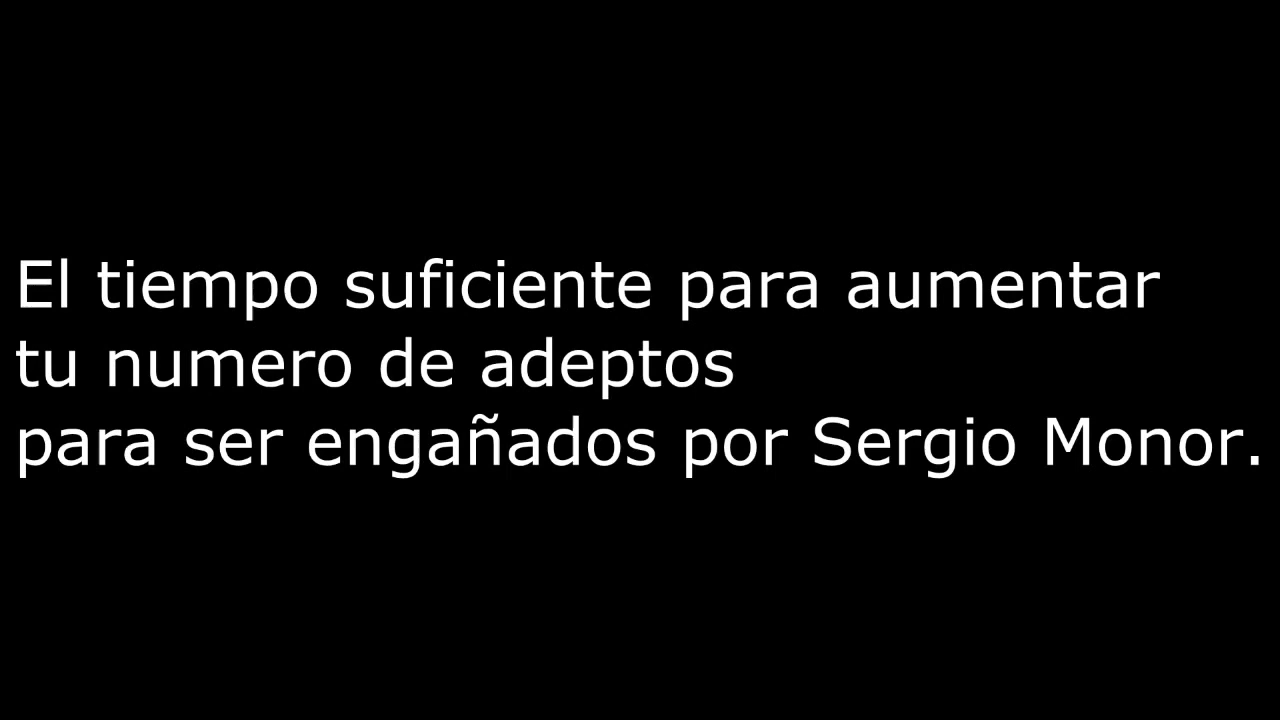 El tiempo suficiente para aumentar
tu numero de adeptos
para ser engañados por Sergio Monor.